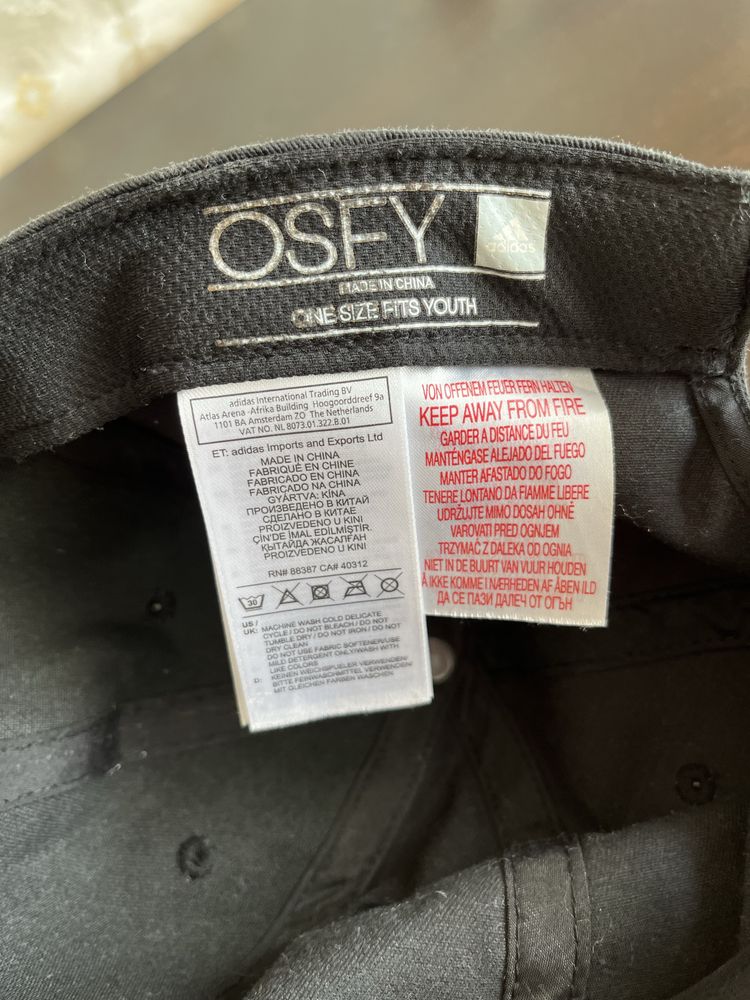 OSFY
adidas
MADE IN CHINA
ONE SIZE FITS YOUTH
adidas International Trading BV
Atlas Arena -Afrika Building Hoogoorddreef 9a
1101 BA Amsterdam ZO The Netherlands
VAT NO. NL 8073.01.322.B.01
ET: adidas Imports and Exports Ltd
MADE IN CHINA
FABRIQUÉ EN CHINE
FABRICADO EN CHINA
FABRICADO NA CHINA
GYÁRTVA: KÍNA
ПРОИЗВЕДЕНО В КИТАЙ
СДЕЛАНО В КИТАЕ
PROIZVEDENO U KINI
ÇİN'DE İMAL EDİLMİŞTİR.
ҚЫТАЙДА ЖАСАЛҒАН
PROIZVEDENO U KINI
RN# 88387 CA# 40312
30
US /
UK: MACHINE WASH COLD DELICATE
CYCLE / DO NOT BLEACH / DO NOT
TUMBLE DRY / DO NOT IRON / DO NOT
DRY CLEAN
DO NOT USE FABRIC SOFTENER/USE
MILD DETERGENT ONLY/WASH WITH
LIKE COLORS
D: KEINEN WEICHSPUELER VERWENDEN/
BITTE FEINWASCHMITTEL VERWENDEN/
MIT GLEICHEN FARBEN WASCHEN
VON OFFENEM FEUER FERN HALTEN
KEEP AWAY FROM FIRE
GARDER A DISTANCE DU FEU
MANTÉNGASE ALEJADO DEL FUEGO
MANTER AFASTADO DO FOGO
TENERE LONTANO DA FIAMME LIBERE
UDRŽUJTE MIMO DOSAH OHNĚ
VAROVATI PRED OGNJEM
TRZYMAĆ Z DALEKA OD OGNIA
NIET IN DE BUURT VAN VUUR HOUDEN
Å IKKE KOMME I NÆRHEDEN AF ÅBEN ILD
ДА СЕ ПАЗИ ДАЛЕЧ ОТ ОГЪН